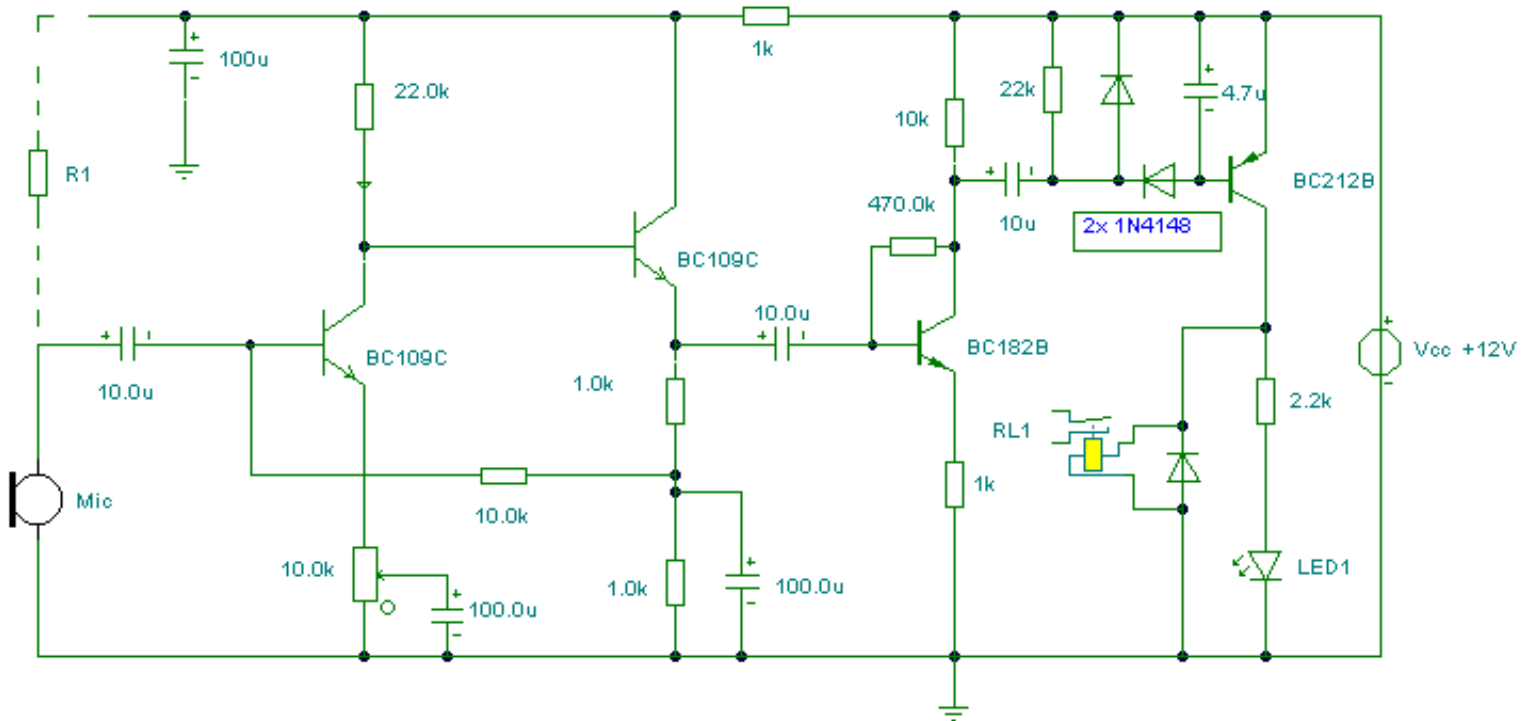 100u
1k
22.0k
10k
22k
4.7u
R1
BC212B
470.0k
10u
2x 1N4148
BC109C
10.0u
BC109C
BC182B
Vcc +12V
10.0u
1.0k
2.2k
RL1
Mic
10.0k
1k
10.0k
100.0u
1.0k
100.0u
LED1